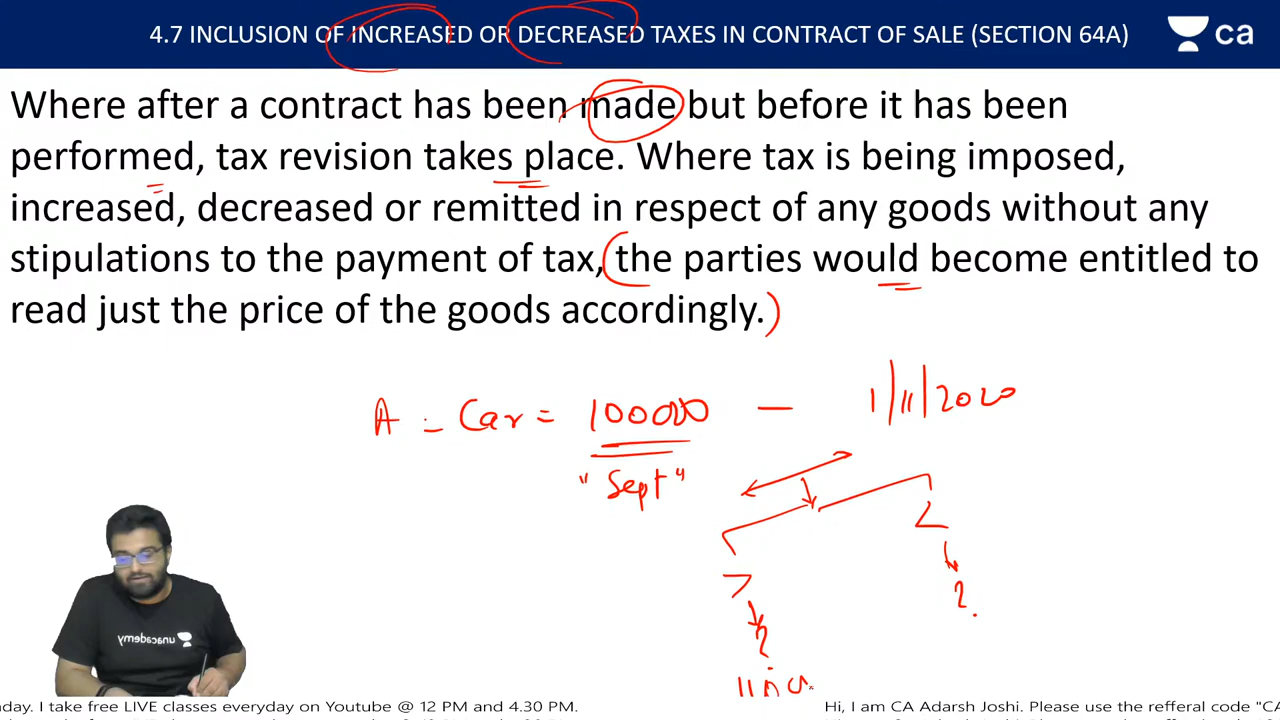 4.7 INCLUSION OF INCREASED OR DECREASED TAXES IN CONTRACT OF SALE (SECTION 64A)
ca
Where after a contract has been made but before it has been
performed, tax revision takes place. Where tax is being imposed,
increased, decreased or remitted in respect of any goods without any
stipulations to the payment of tax, (the parties would become entitled to
read just the price of the goods accordingly.)
A - Car = 100000 — 1/11/2020
"Sept"
> <
? ?
unacademy
day. I take free LIVE classes everyday on Youtube @ 12 PM and 4.30 PM.
Hi, I am CA Adarsh Joshi. Please use the refferal code "CA